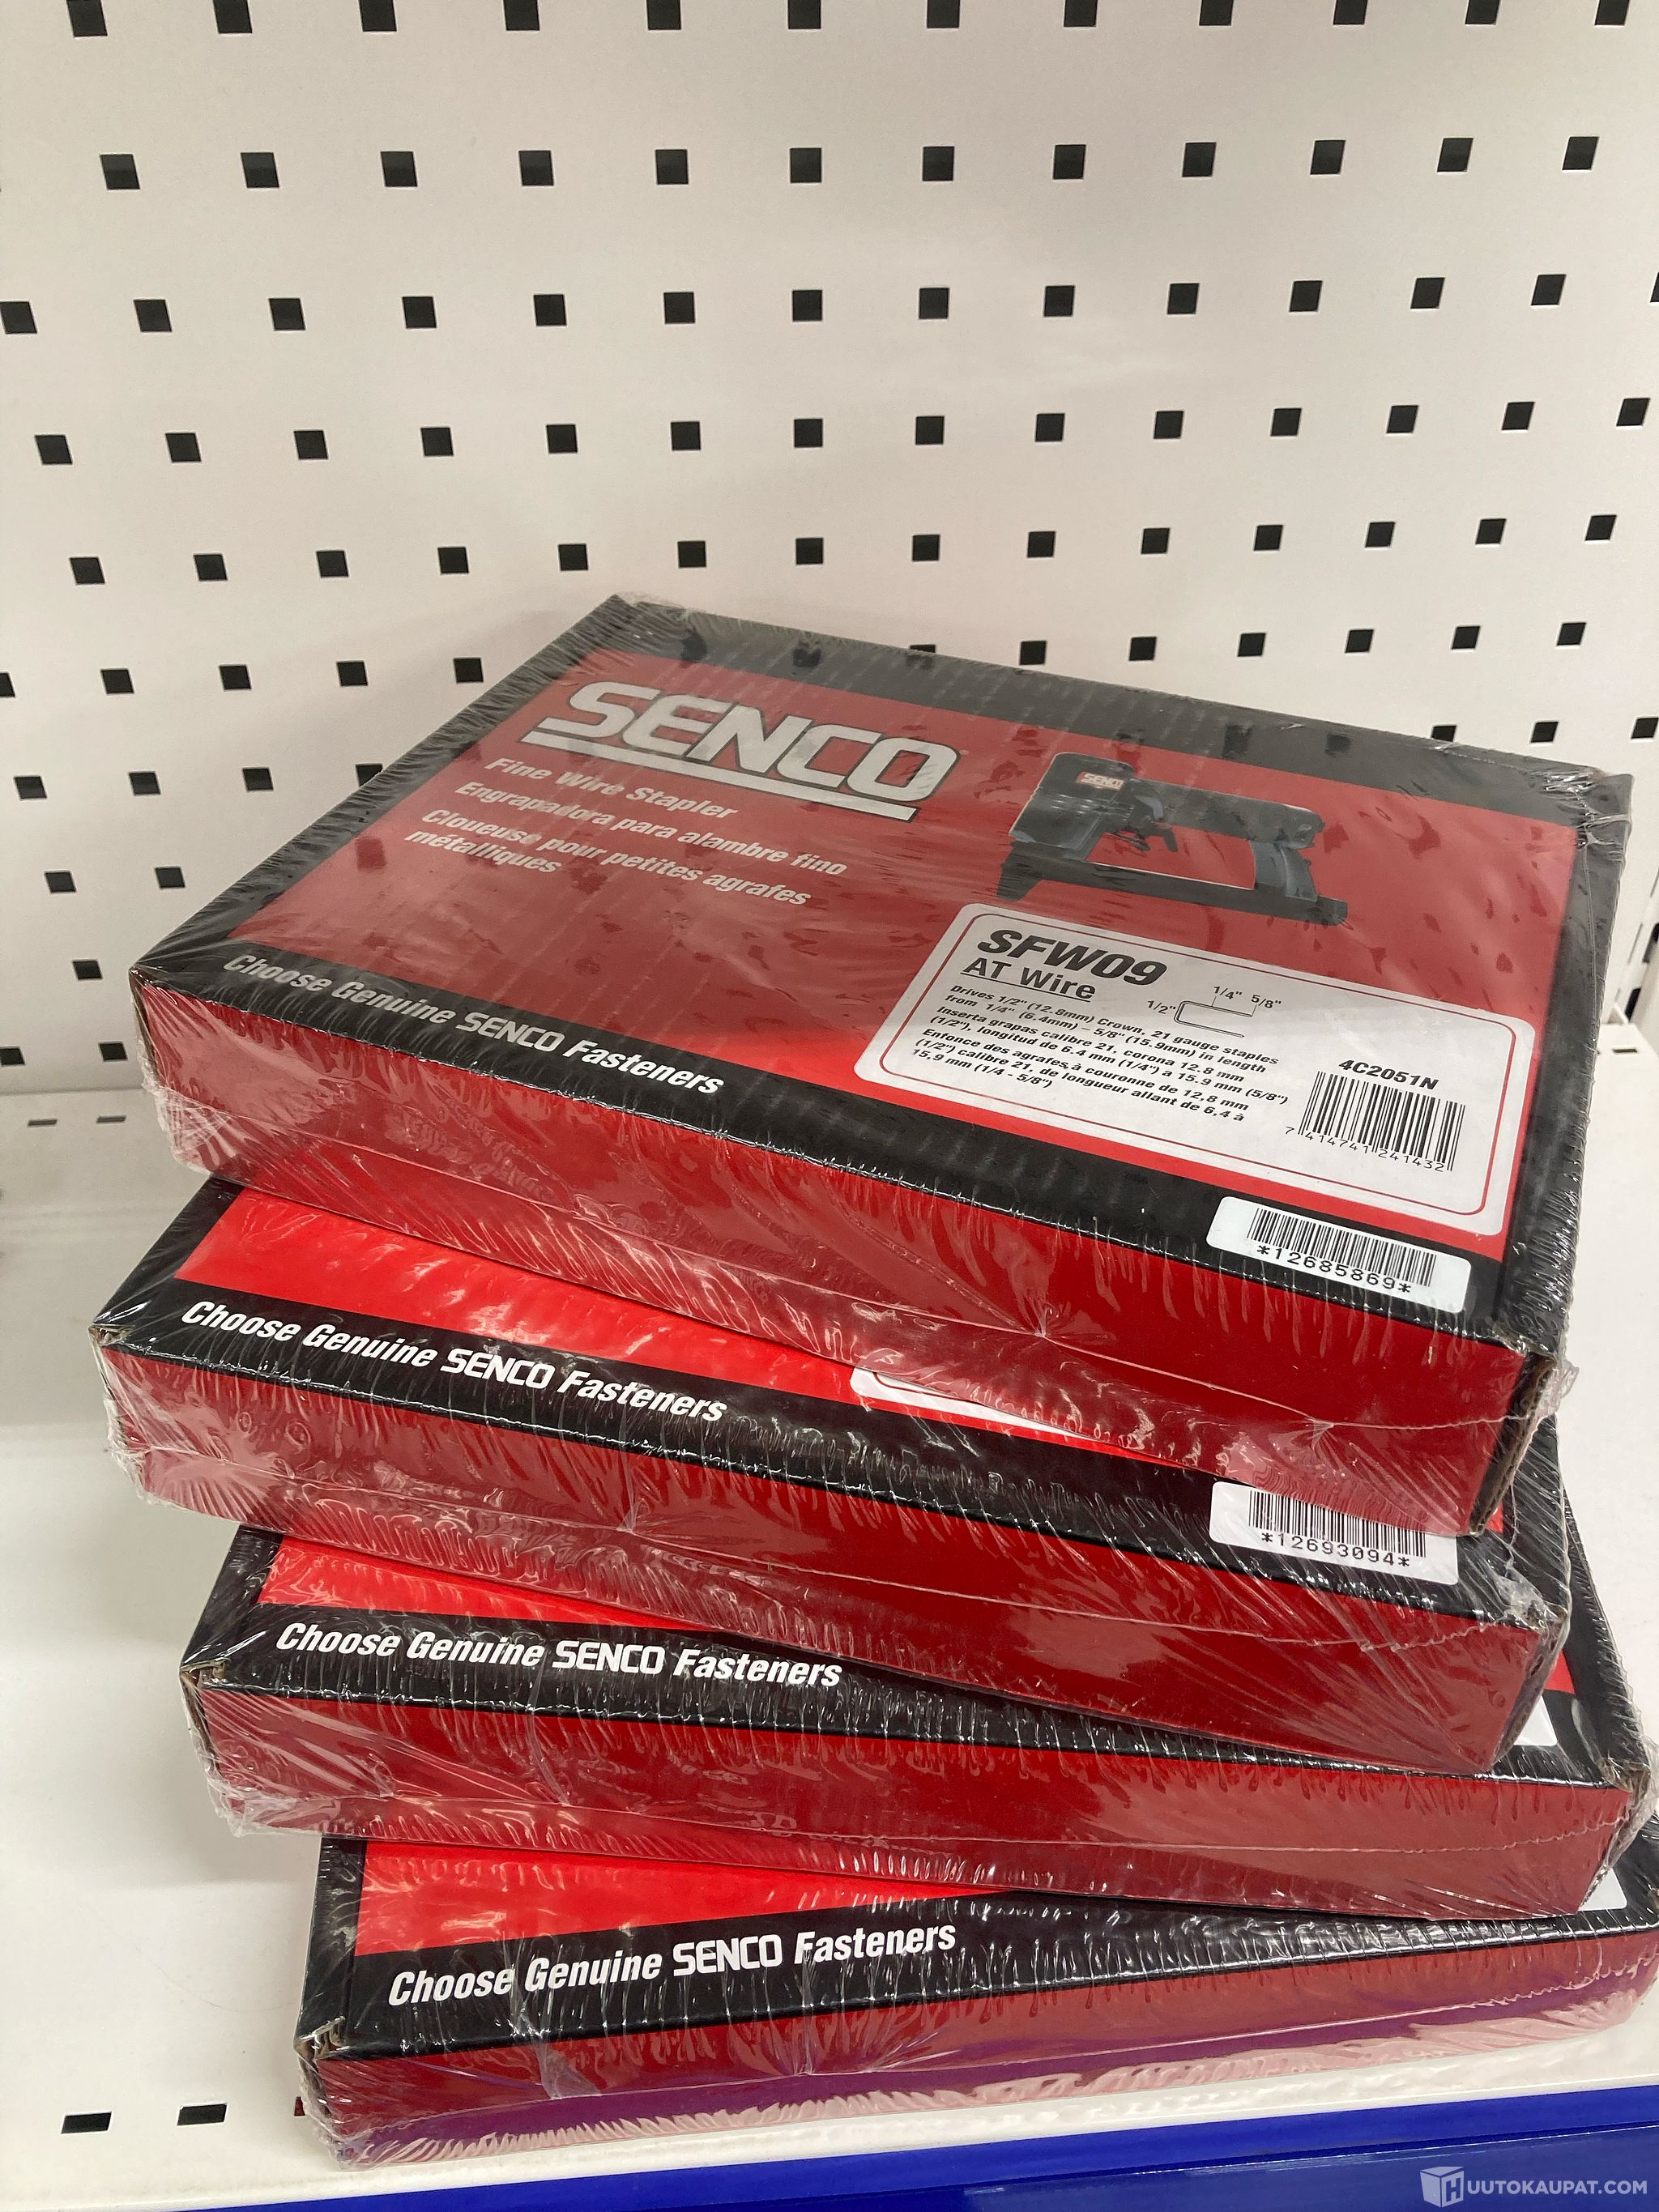 SENCO
Fine Wire Stapler
Engrapadora para alambre fino
Cloueuse pour petites agrafes
métalliques
SENCO
SFW09
AT Wire
1/2" 1/4" 5/8"
Drives 1/2" (12.8mm) Crown, 21 gauge staples
from 1/4" (6.4mm) – 5/8" (15.9mm) in length
Inserta grapas calibre 21, corona 12.8 mm
(1/2"), longitud de 6.4 mm (1/4") a 15.9 mm (5/8")
Enfonce des agrafes, à couronne de 12,8 mm
(1/2") calibre 21, de longueur allant de 6,4 à
15,9 mm (1/4 - 5/8")
4C2051N
7 414741 241432
Choose Genuine SENCO Fasteners
*12685869*
Choose Genuine SENCO Fasteners
*12693094*
Choose Genuine SENCO Fasteners
Choose Genuine SENCO Fasteners
HUUTOKAUPAT.COM